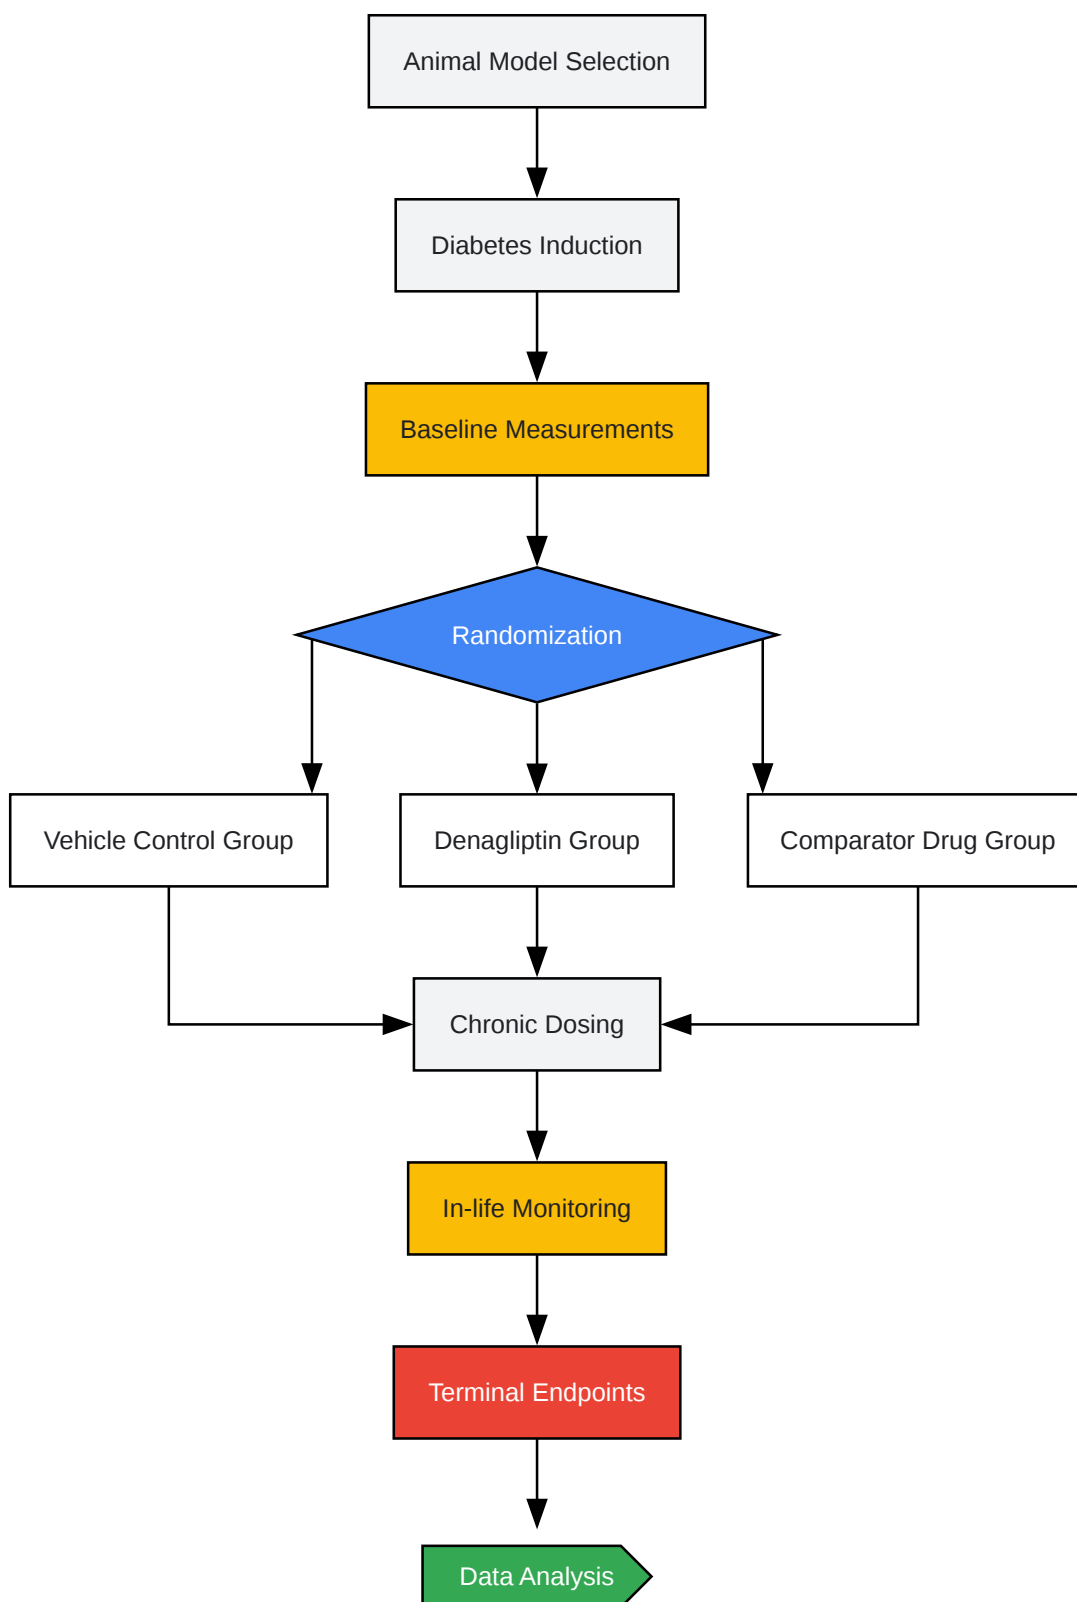 Animal Model Selection
Diabetes Induction
Baseline Measurements
Randomization
Vehicle Control Group
Denagliptin Group
Comparator Drug Group
Chronic Dosing
In-life Monitoring
Terminal Endpoints
Data Analysis